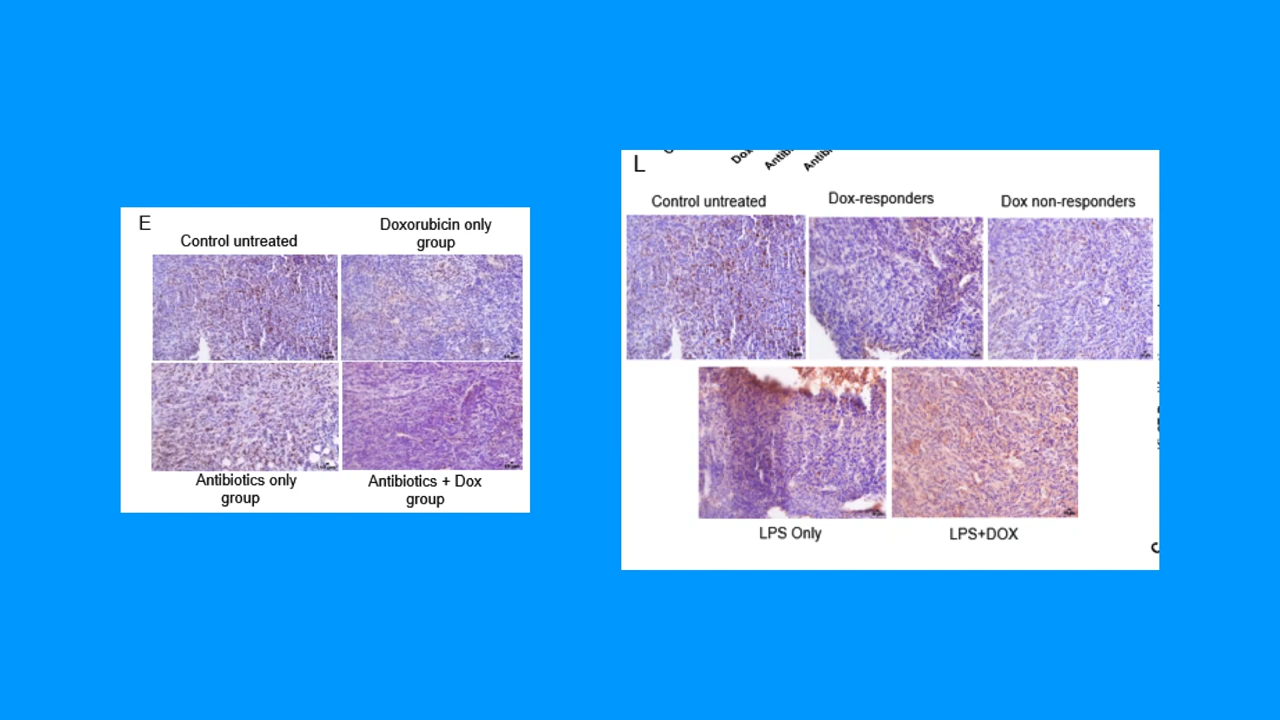 E
Control untreated
Doxorubicin only
group
Antibiotics only
group
Antibiotics + Dox
group
L
Dox
Control untreated
Dox-responders
Dox non-responders
LPS Only
LPS+DOX